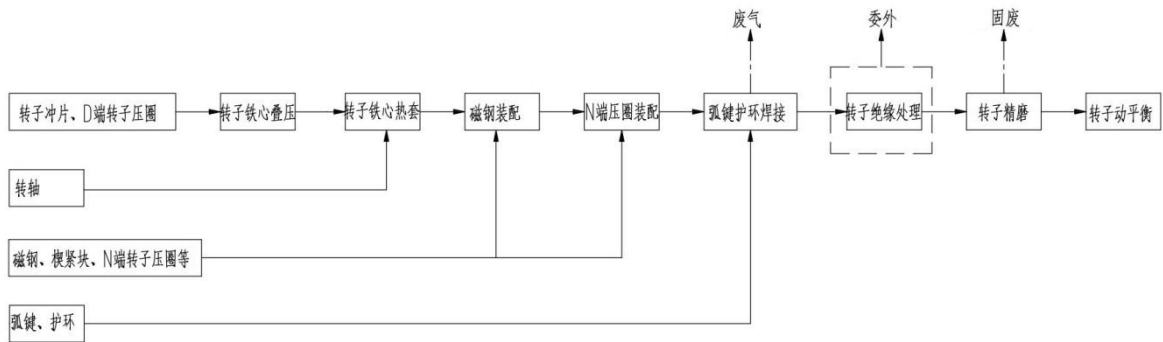 废气
委外
固废
转子冲片、D端转子压圈
转子铁心叠压
转子铁心热套
磁钢装配
N端压圈装配
弧键护环焊接
转子绝缘处理
转子精磨
转子动平衡
转轴
磁钢、楔紧块、N端转子压圈等
弧键、护环